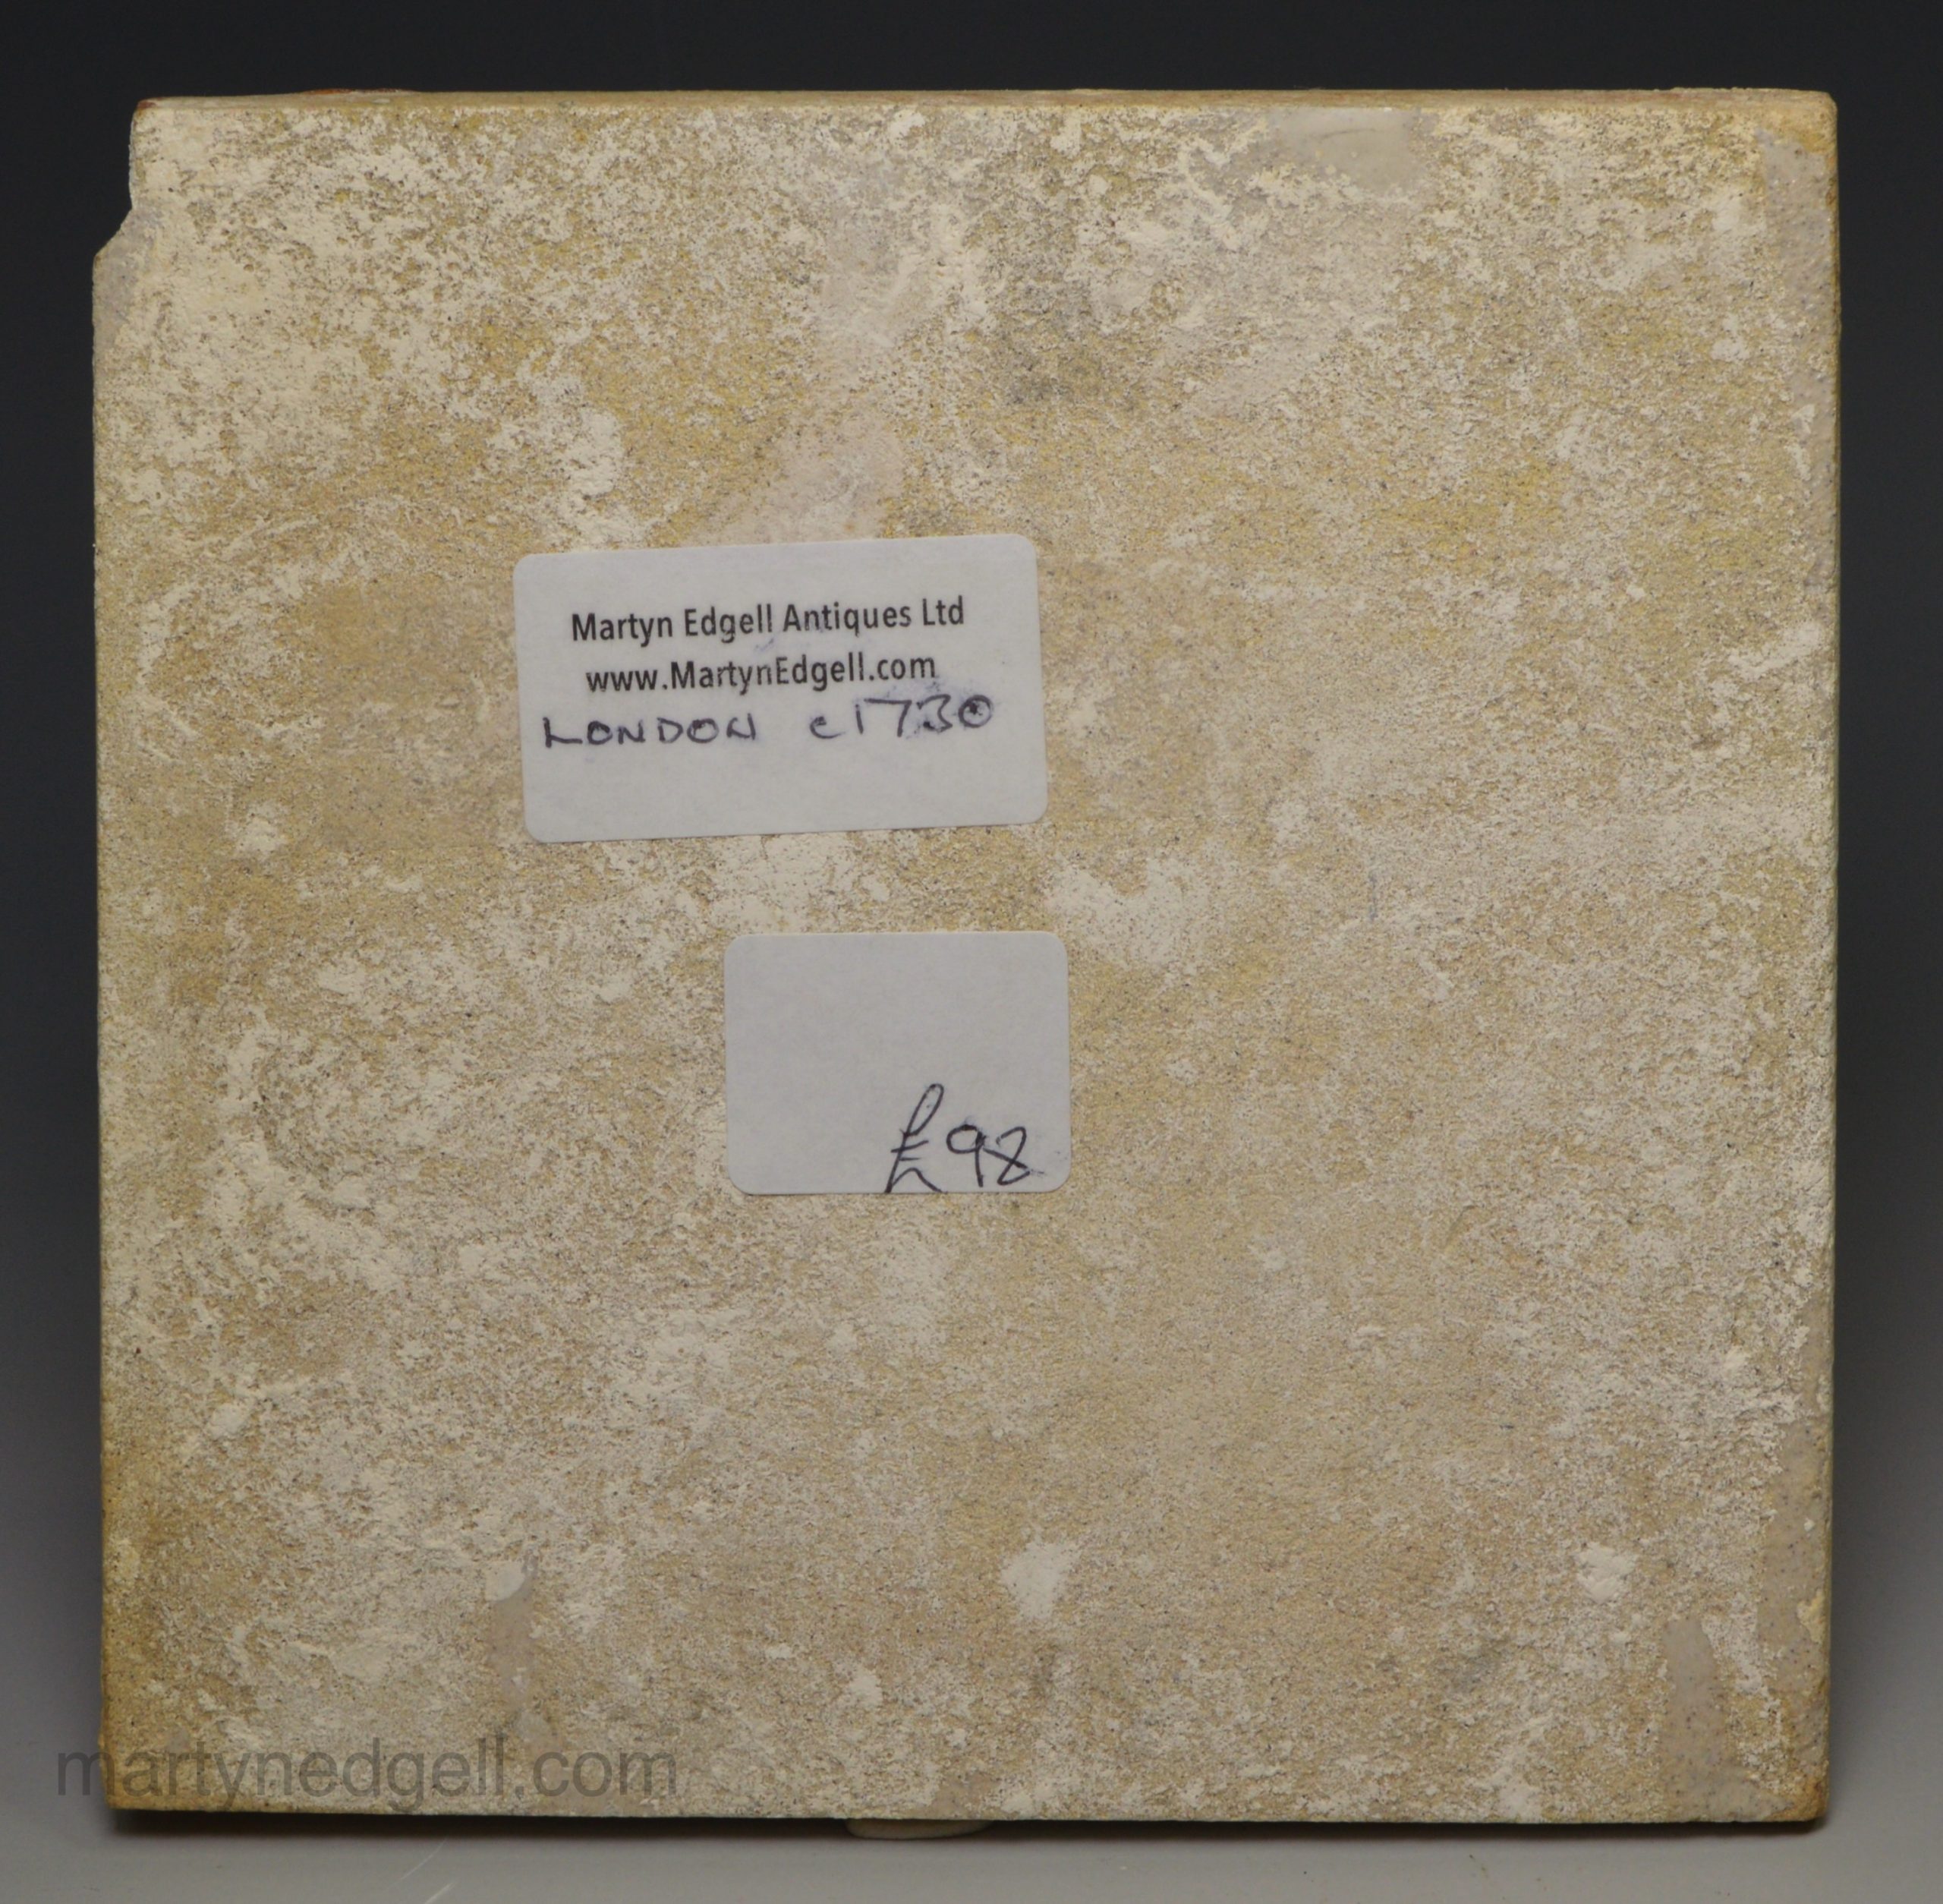 Martyn Edgell Antiques Ltd
www.MartynEdgell.com
LONDON c1730
£98
martynedgell.com